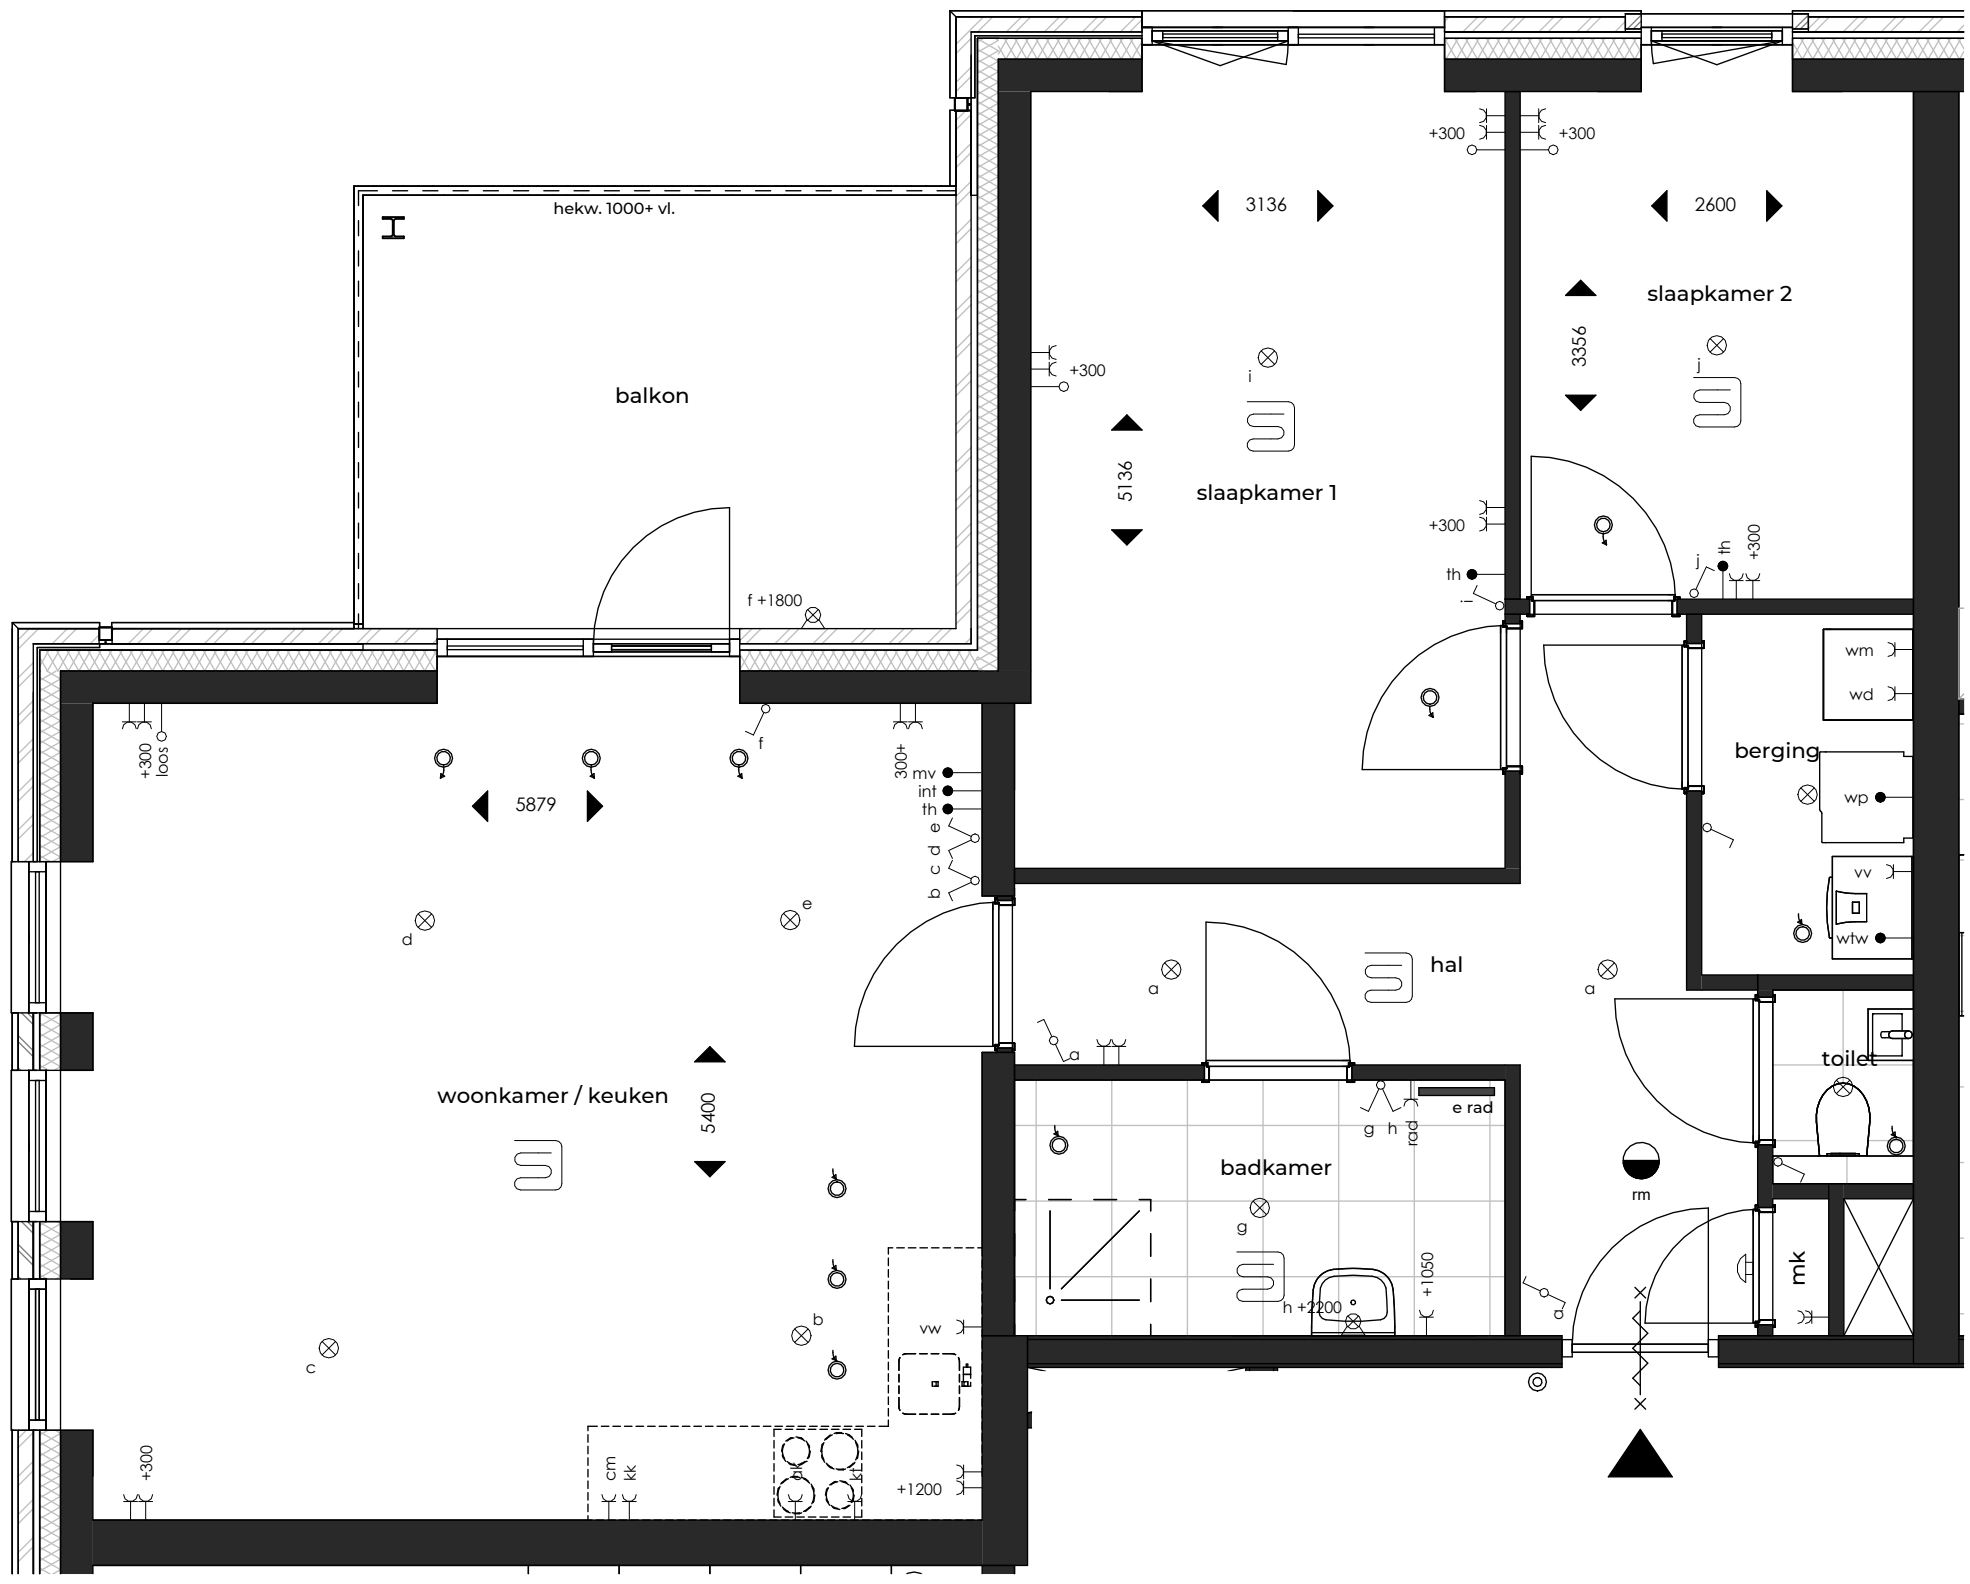 hekw. 1000+ vl.
balkon
f +1800
+300
+300
3136
2600
slaapkamer 2
3356
j
i
+300
5136
slaapkamer 1
+300
th
i
j
th
+300
wm
wd
berging
wp
vv
wtw
+300
loos
f
300+
mv
int
th
e
d
c
b
5879
d
e
woonkamer / keuken
5400
c
b
vw
+300
cm
kk
ak
kt
+1200
hal
a
a
a
toilet
g
h
rad
e rad
badkamer
g
h +2200
+1050
rm
a
mk